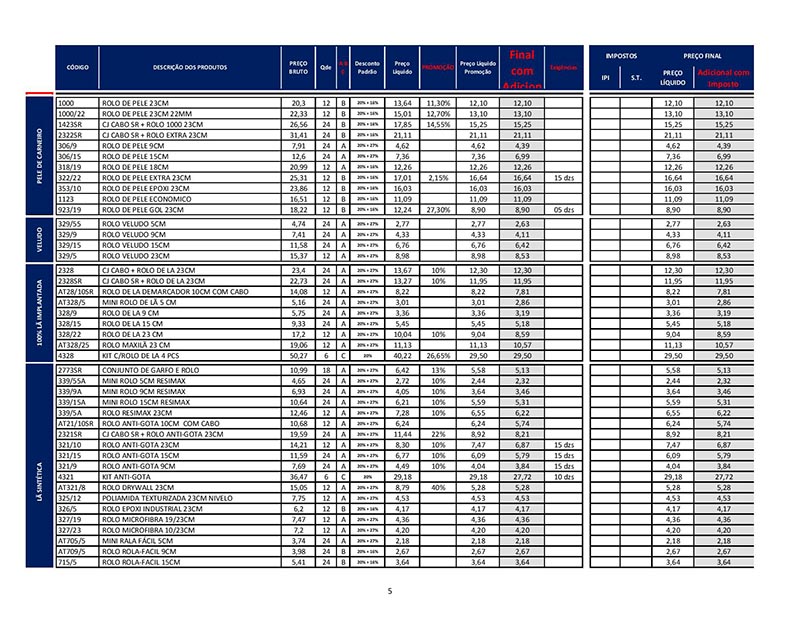 CÓDIGO DESCRIÇÃO DOS PRODUTOS PREÇO BRUTO Qde Desconto Padrão Preço Líquido PROMOÇÃO Preço Líquido Promoção Final com Adicion IMPOSTOS IPI S.T. PREÇO FINAL PREÇO LÍQUIDO Adicional com Imposto
PELE DE CARNEIRO
1000 ROLO DE PELE 23CM 20,3 12 B 20% + 16% 13,64 11,30% 12,10 12,10 12,10 12,10
1000/22 ROLO DE PELE 23CM 22MM 22,33 12 B 20% + 16% 15,01 12,70% 13,10 13,10 13,10 13,10
1423SR CJ CABO SR + ROLO 1000 23CM 26,56 24 B 20% + 16% 17,85 14,55% 15,25 15,25 15,25 15,25
2322SR CJ CABO SR + ROLO EXTRA 23CM 31,41 24 B 20% + 16% 21,11 21,11 21,11 21,11 21,11
306/9 ROLO DE PELE 9CM 7,91 24 A 20% + 27% 4,62 4,62 4,39 4,62 4,39
306/15 ROLO DE PELE 15CM 12,6 24 A 20% + 27% 7,36 7,36 6,99 7,36 6,99
318/19 ROLO DE PELE 18CM 20,99 12 A 20% + 27% 12,26 12,26 12,26 12,26 12,26
322/22 ROLO DE PELE EXTRA 23CM 25,31 12 B 20% + 16% 17,01 2,15% 16,64 16,64 15 dzs 16,64 16,64
353/10 ROLO DE PELE EPOXI 23CM 23,86 12 B 20% + 16% 16,03 16,03 16,03 16,03 16,03
1123 ROLO DE PELE ECONOMICO 16,51 12 B 20% + 16% 11,09 11,09 11,09 11,09 11,09
923/19 ROLO DE PELE GOL 23CM 18,22 12 B 20% + 16% 12,24 27,30% 8,90 8,90 05 dzs 8,90 8,90
VELUDO
329/55 ROLO VELUDO 5CM 4,74 24 A 20% + 27% 2,77 2,77 2,63 2,77 2,63
329/9 ROLO VELUDO 9CM 7,41 24 A 20% + 27% 4,33 4,33 4,11 4,33 4,11
329/15 ROLO VELUDO 15CM 11,58 24 A 20% + 27% 6,76 6,76 6,42 6,76 6,42
329/5 ROLO VELUDO 23CM 15,37 12 A 20% + 27% 8,98 8,98 8,53 8,98 8,53
100% LÃ IMPLANTADA
2328 CJ CABO + ROLO DE LA 23CM 23,4 24 A 20% + 27% 13,67 10% 12,30 12,30 12,30 12,30
2328SR CJ CABO SR + ROLO DE LA 23CM 22,73 24 A 20% + 27% 13,27 10% 11,95 11,95 11,95 11,95
AT28/10SR ROLO DE LA DEMARCADOR 10CM COM CABO 14,08 12 A 20% + 27% 8,22 8,22 7,81 8,22 7,81
AT328/5 MINI ROLO DE LÃ 5 CM 5,16 24 A 20% + 27% 3,01 3,01 2,86 3,01 2,86
328/9 ROLO DE LA 9 CM 5,75 24 A 20% + 27% 3,36 3,36 3,19 3,36 3,19
328/15 ROLO DE LA 15 CM 9,33 24 A 20% + 27% 5,45 5,45 5,18 5,45 5,18
328/22 ROLO DE LA 23 CM 17,2 12 A 20% + 27% 10,04 10% 9,04 8,59 9,04 8,59
AT328/25 ROLO MAXILÃ 23 CM 19,06 12 A 20% + 27% 11,13 11,13 10,57 11,13 10,57
4328 KIT C/ROLO DE LA 4 PCS 50,27 6 C 20% 40,22 26,65% 29,50 29,50 29,50 29,50
LÃ SINTÉTICA
2773SR CONJUNTO DE GARFO E ROLO 10,99 18 A 20% + 27% 6,42 13% 5,58 5,13 5,58 5,13
339/55A MINI ROLO 5CM RESIMAX 4,65 24 A 20% + 27% 2,72 10% 2,44 2,32 2,44 2,32
339/9A MINI ROLO 9CM RESIMAX 6,93 24 A 20% + 27% 4,05 10% 3,64 3,46 3,64 3,46
339/15A MINI ROLO 15CM RESIMAX 10,64 24 A 20% + 27% 6,21 10% 5,59 5,31 5,59 5,31
339/5A ROLO RESIMAX 23CM 12,46 12 A 20% + 27% 7,28 10% 6,55 6,22 6,55 6,22
AT21/10SR ROLO ANTI-GOTA 10CM COM CABO 10,68 12 A 20% + 27% 6,24 6,24 5,74 6,24 5,74
2321SR CJ CABO SR + ROLO ANTI-GOTA 23CM 19,59 24 A 20% + 27% 11,44 22% 8,92 8,21 8,92 8,21
321/10 ROLO ANTI-GOTA 23CM 14,21 12 A 20% + 27% 8,30 10% 7,47 6,87 15 dzs 7,47 6,87
321/15 ROLO ANTI-GOTA 15CM 11,59 24 A 20% + 27% 6,77 10% 6,09 5,79 15 dzs 6,09 5,79
321/9 ROLO ANTI-GOTA 9CM 7,69 24 A 20% + 27% 4,49 10% 4,04 3,84 15 dzs 4,04 3,84
4321 KIT ANTI-GOTA 36,47 6 C 20% 29,18 29,18 27,72 10 dzs 29,18 27,72
AT321/8 ROLO DRYWALL 23CM 15,05 12 A 20% + 27% 8,79 40% 5,28 5,28 5,28 5,28
325/12 POLIAMIDA TEXTURIZADA 23CM NIVELO 7,75 12 A 20% + 27% 4,53 4,53 4,53 4,53 4,53
326/5 ROLO EPOXI INDUSTRIAL 23CM 6,2 12 B 20% + 16% 4,17 4,17 4,17 4,17 4,17
327/19 ROLO MICROFIBRA 19/23CM 7,47 12 A 20% + 27% 4,36 4,36 4,36 4,36 4,36
327/23 ROLO MICROFIBRA 10/23CM 7,2 12 A 20% + 27% 4,20 4,20 4,20 4,20 4,20
AT705/5 MINI RALA FÁCIL 5CM 3,74 24 A 20% + 27% 2,18 2,18 2,18 2,18 2,18
AT709/5 ROLO ROLA-FACIL 9CM 3,98 24 B 20% + 16% 2,67 2,67 2,67 2,67 2,67
715/5 ROLO ROLA-FACIL 15CM 5,41 24 B 20% + 16% 3,64 3,64 3,64 3,64 3,64
5